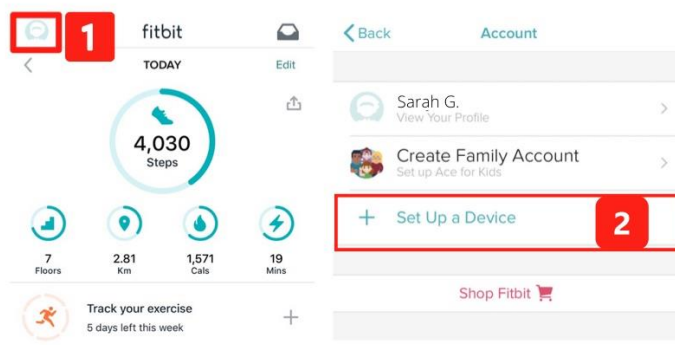 1
fitbit
TODAY
Edit
4,030
Steps
7
Floors
2.81
Km
1,571
Cals
19
Mins
Track your exercise
5 days left this week
Back
Account
Sarah G.
View Your Profile
Create Family Account
Set up Ace for Kids
+ Set Up a Device
2
Shop Fitbit